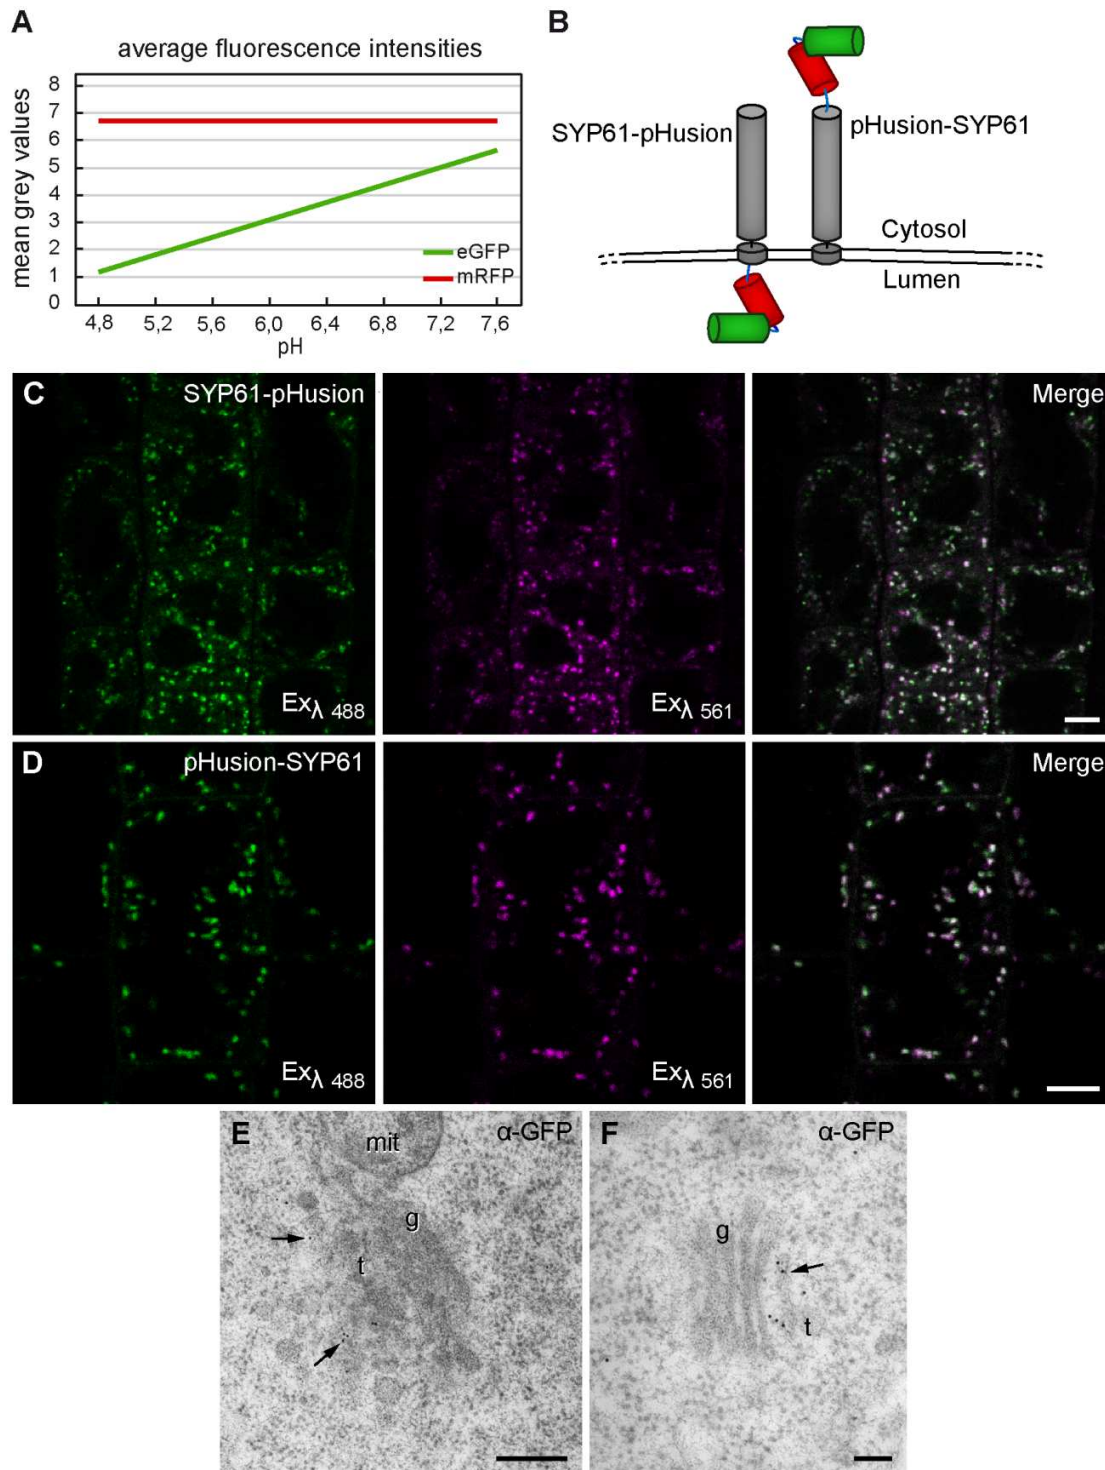 A
average fluorescence intensities
mean grey values
8
7
6
5
4
3
2
1
0
eGFP
mRFP
4,8 5,2 5,6 6,0 6,4 6,8 7,2 7,6
pH
B
SYP61-pHusion
pHusion-SYP61
Cytosol
Lumen
C SYP61-pHusion Merge
Exλ 488 Exλ 561
D pHusion-SYP61 Merge
Exλ 488 Exλ 561
E mit α-GFP
g
t
F α-GFP
g
t